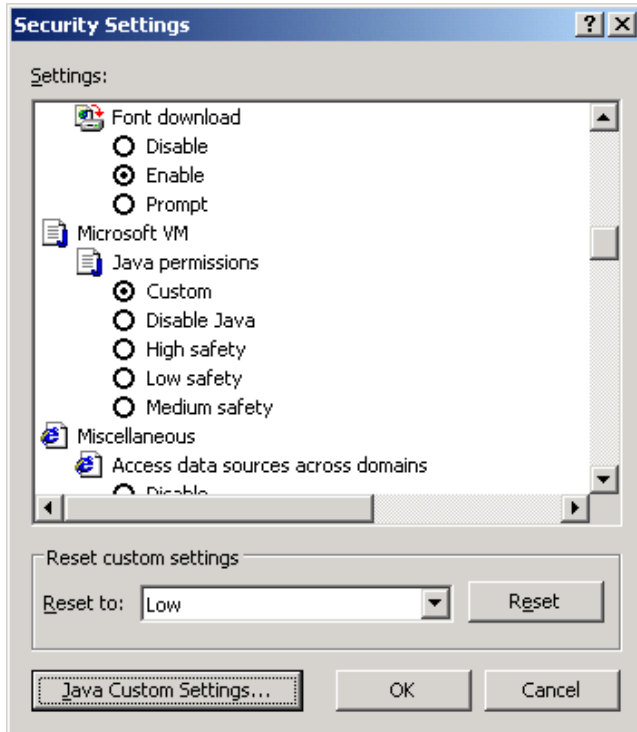 Security Settings
Settings:
Font download
Disable
Enable
Prompt
Microsoft VM
Java permissions
Custom
Disable Java
High safety
Low safety
Medium safety
Miscellaneous
Access data sources across domains
Disable
Reset custom settings
Reset to: Low Reset
Java Custom Settings... OK Cancel